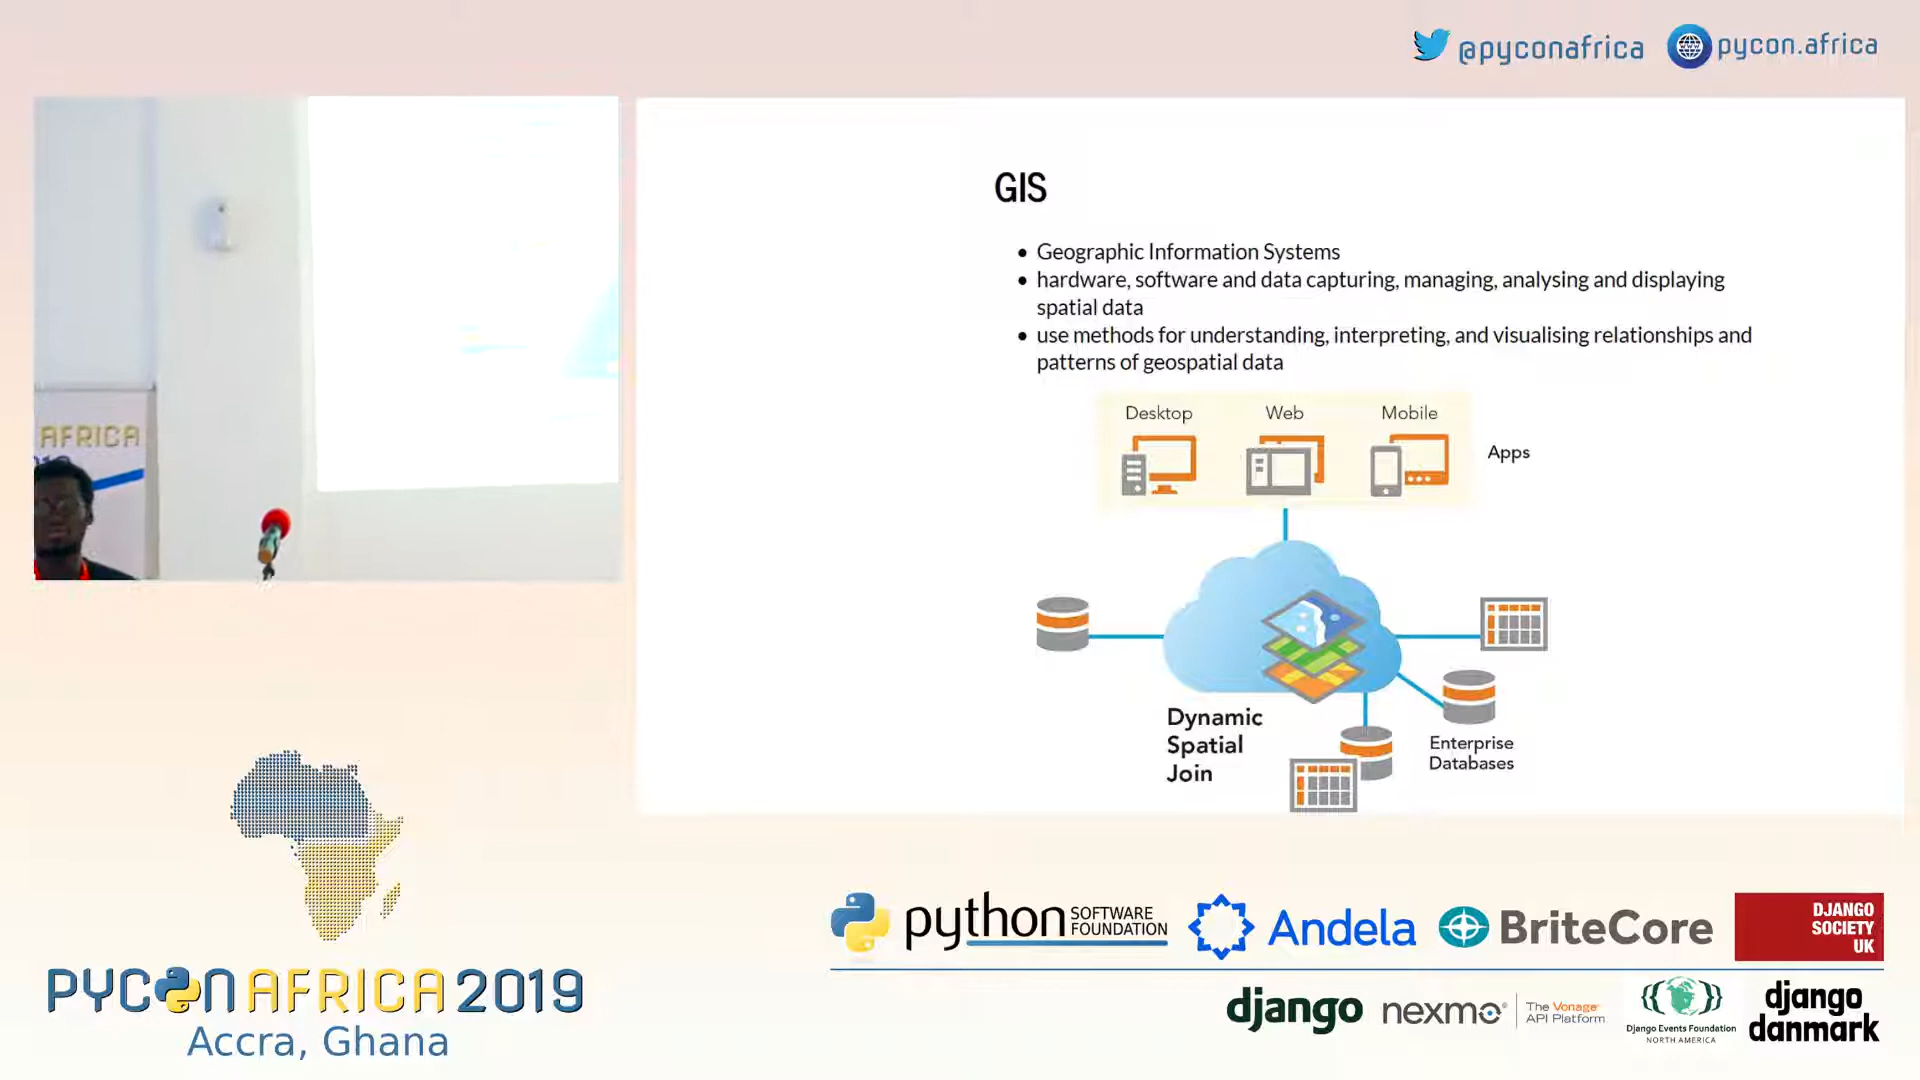 @pyconafrica pycon.africa
AFRICA
GIS
• Geographic Information Systems
• hardware, software and data capturing, managing, analysing and displaying
spatial data
• use methods for understanding, interpreting, and visualising relationships and
patterns of geospatial data
Desktop Web Mobile
Apps
Dynamic
Spatial
Join
Enterprise
Databases
PYCON AFRICA 2019
Accra, Ghana
python SOFTWARE
FOUNDATION
Andela
BriteCore
DJANGO
SOCIETY
UK
django
nexmo
The Vonage
API Platform
Django Events Foundation
NORTH AMERICA
django
danmark